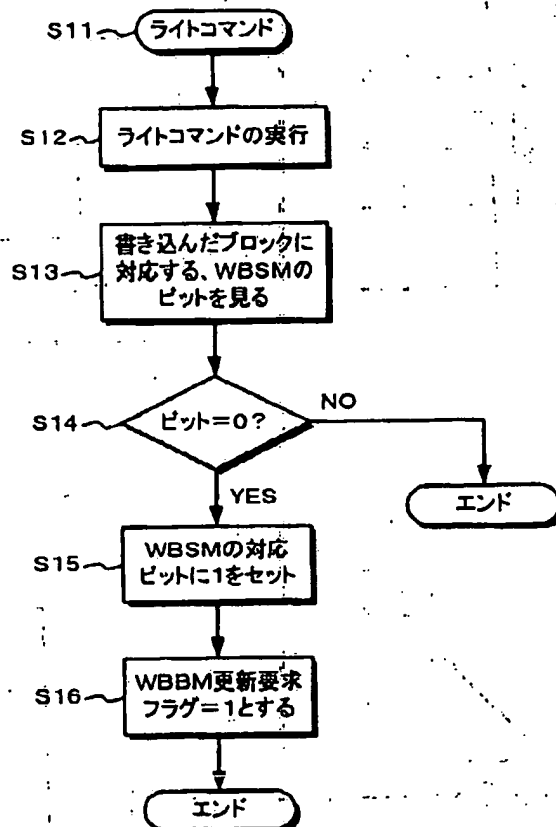 S11 ライトコマンド
S12 ライトコマンドの実行
書き込んだブロックに
S13 対応する、WBSMの
ビットを見る
S14 ビット=0?
NO
エンド
YES
WBSMの対応
S15 ビットに1をセット
WBBM更新要求
S16 フラグ=1とする
エンド